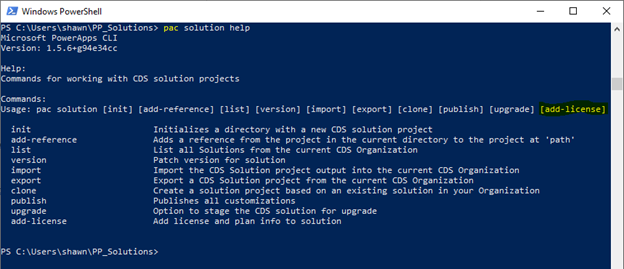 Windows PowerShell
PS C:\Users\shawn\PP_Solutions> pac solution help
Microsoft PowerApps CLI
Version: 1.5.6+g94e34cc
Help:
Commands for working with CDS solution projects
Commands:
Usage: pac solution [init] [add-reference] [list] [version] [import] [export] [clone] [publish] [upgrade] [add-license]
init Initializes a directory with a new CDS solution project
add-reference Adds a reference from the project in the current directory to the project at 'path'
list List all Solutions from the current CDS Organization
version Patch version for solution
import Import the CDS Solution project output into the current CDS Organization
export Export a CDS Solution project from the current CDS Organization
clone Create a solution project based on an existing solution in your Organization
publish Publishes all customizations
upgrade Option to stage the CDS solution for upgrade
add-license Add license and plan info to solution
PS C:\Users\shawn\PP_Solutions>